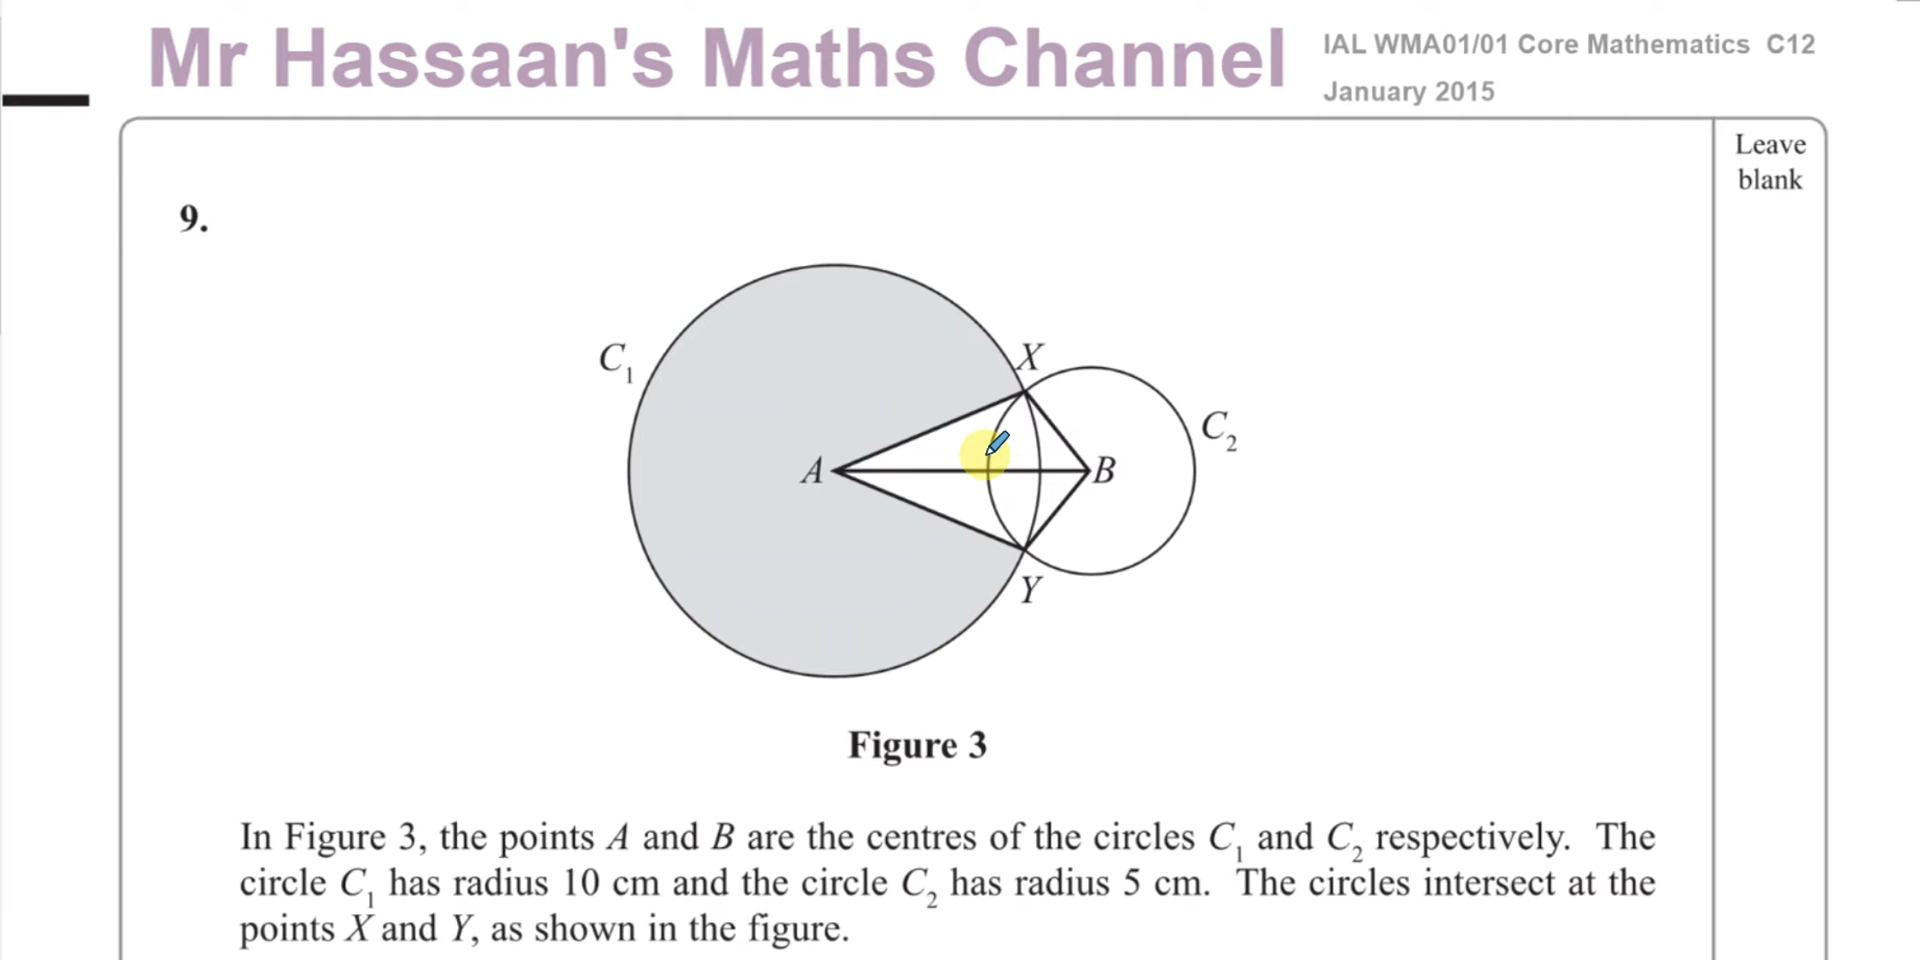 Mr Hassaan's Maths Channel
IAL WMA01/01 Core Mathematics C12
January 2015
Leave
blank
9.
C1
X
C2
A
B
Y
Figure 3
In Figure 3, the points A and B are the centres of the circles C1 and C2 respectively. The
circle C1 has radius 10 cm and the circle C2 has radius 5 cm. The circles intersect at the
points X and Y, as shown in the figure.